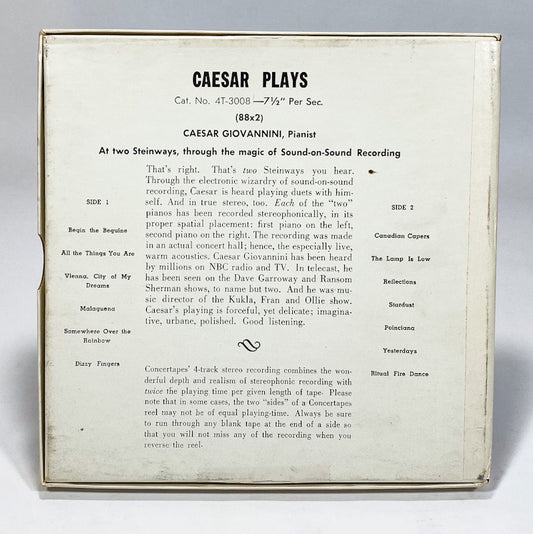 CAESAR PLAYS
Cat. No. 4T-3008—7½" Per Sec.
(88x2)
CAESAR GIOVANNINI, Pianist
At two Steinways, through the magic of Sound-on-Sound Recording
SIDE 1
Begin the Beguine
All the Things You Are
Vienna, City of My
Dreams
Malaguena
Somewhere Over the
Rainbow
Dizzy Fingers
That's right. That's two Steinways you hear.
Through the electronic wizardry of sound-on-sound
recording, Caesar is heard playing duets with him-
self. And in true stereo, too. Each of the "two"
pianos has been recorded stereophonically, in its
proper spatial placement: first piano on the left,
second piano on the right. The recording was made
in an actual concert hall; hence, the especially live,
warm acoustics. Caesar Giovannini has been heard
by millions on NBC radio and TV. In telecast, he
has been seen on the Dave Garroway and Ransom
Sherman shows, to name but two. And he was mu-
sic director of the Kukla, Fran and Ollie show.
Caesar's playing is forceful, yet delicate; imagina-
tive, urbane, polished. Good listening.
Concertapes' 4-track stereo recording combines the won-
derful depth and realism of stereophonic recording with
twice the playing time per given length of tape. Please
note that in some cases, the two "sides" of a Concertapes
reel may not be of equal playing-time. Always be sure
to run through any blank tape at the end of a side so
that you will not miss any of the recording when you
reverse the reel.
SIDE 2
Canadian Capers
The Lamp Is Low
Reflections
Stardust
Poinciana
Yesterdays
Ritual Fire Dance